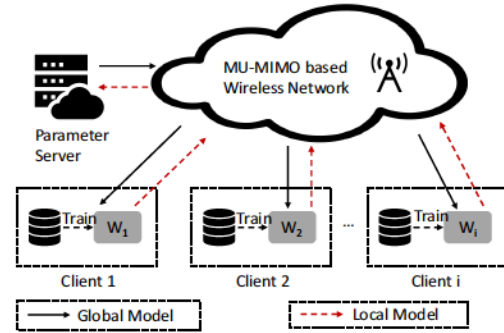 MU-MIMO based
Wireless Network
Parameter
Server
Train
W1
Train
W2
...
Train
Wi
Client 1
Client 2
Client i
Global Model
Local Model